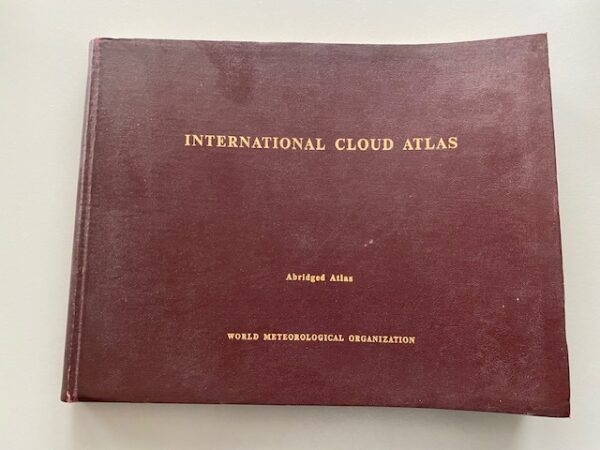 INTERNATIONAL CLOUD ATLAS
Abridged Atlas
WORLD METEOROLOGICAL ORGANIZATION